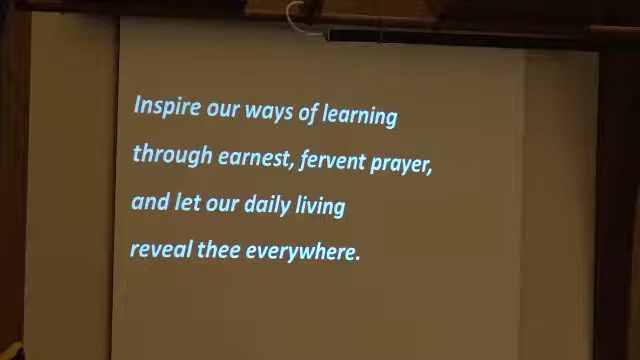 Inspire our ways of learning
through earnest, fervent prayer,
and let our daily living
reveal thee everywhere.